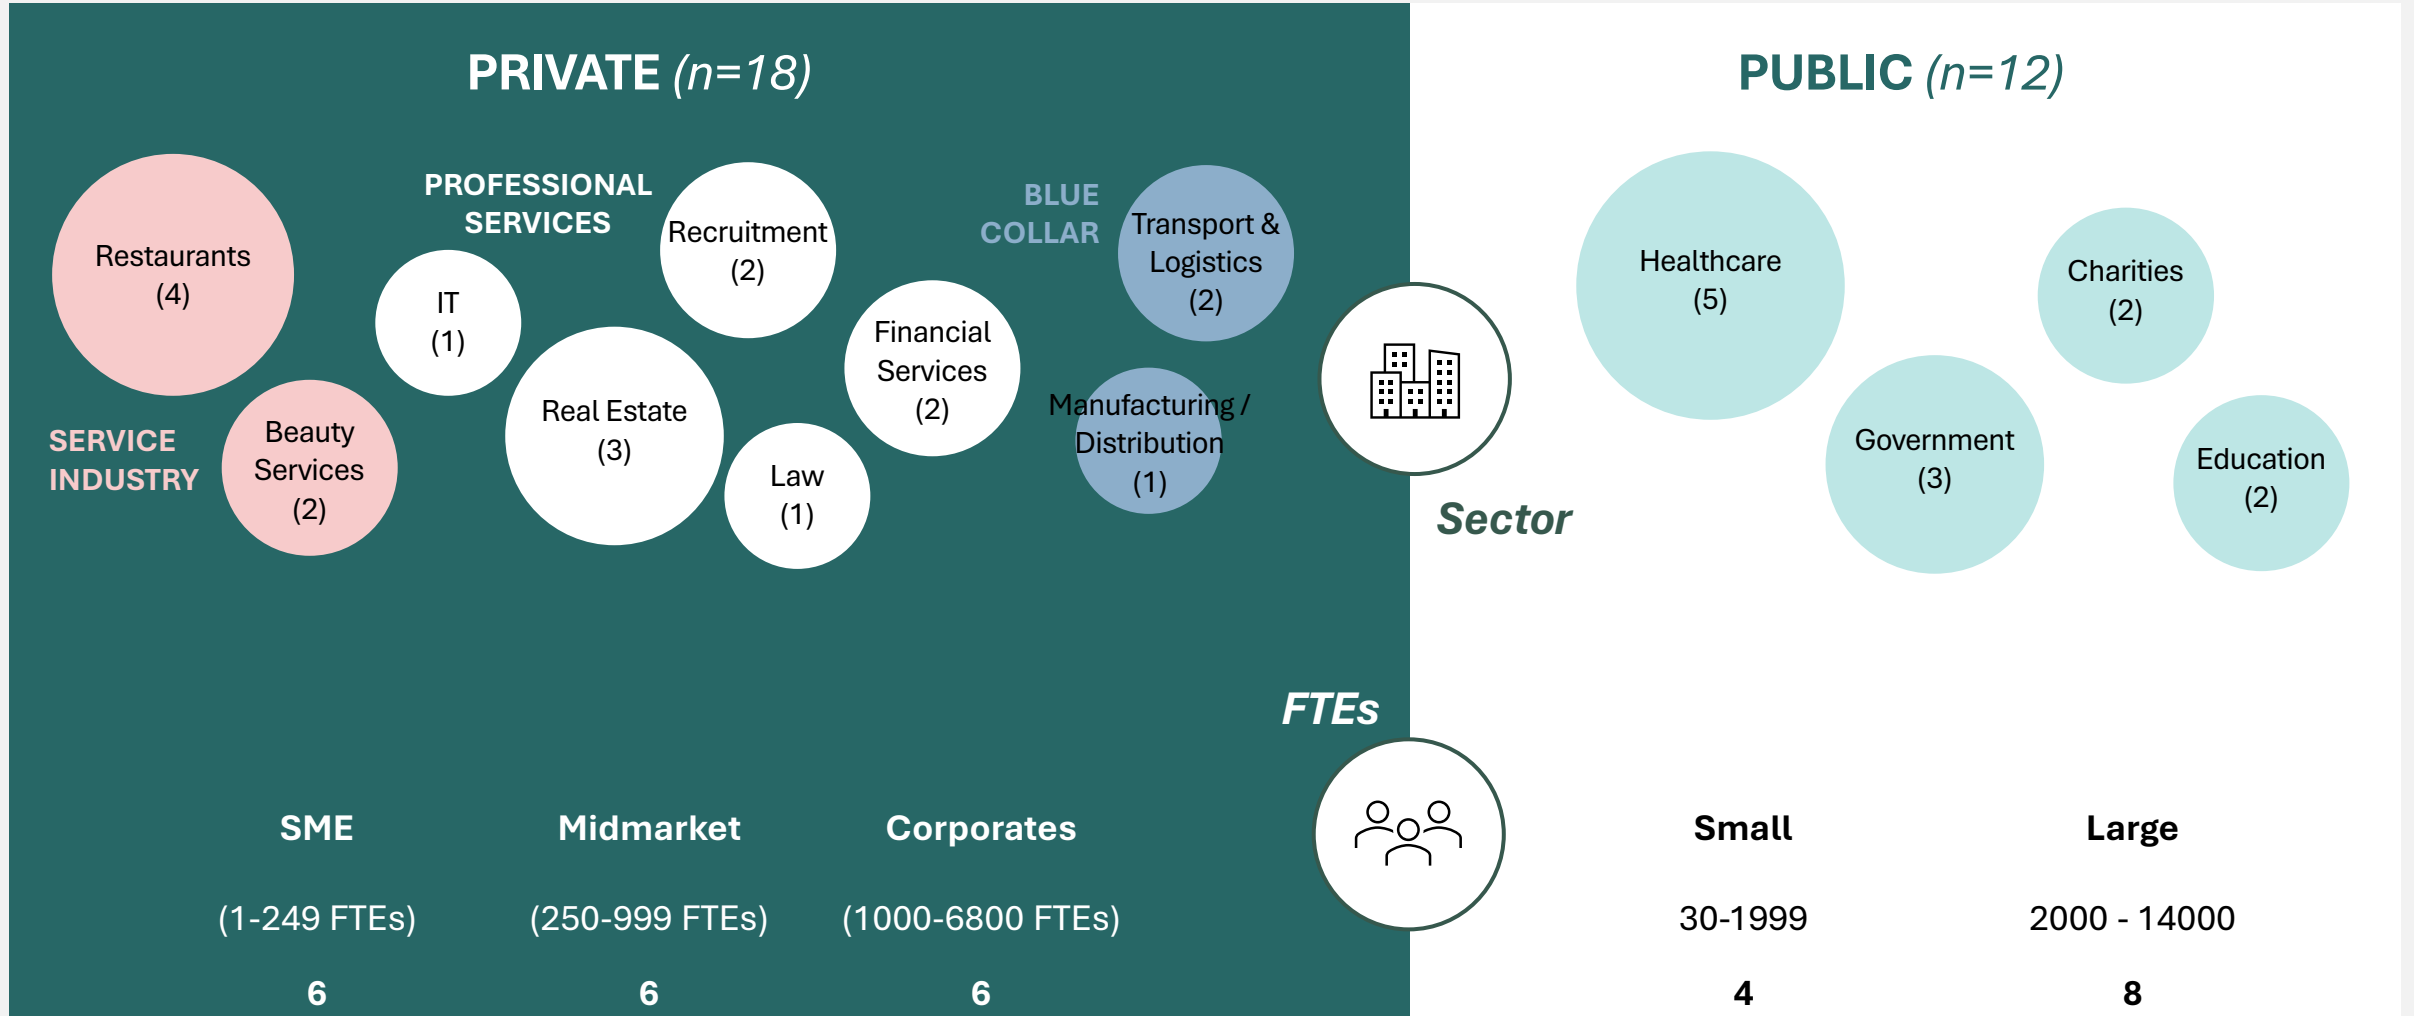 PRIVATE (n=18)
PUBLIC (n=12)
Restaurants
(4)
SERVICE
INDUSTRY
Beauty
Services
(2)
PROFESSIONAL
SERVICES
IT
(1)
Recruitment
(2)
Real Estate
(3)
Financial
Services
(2)
Law
(1)
BLUE
COLLAR
Transport &
Logistics
(2)
Manufacturing /
Distribution
(1)
Sector
Healthcare
(5)
Charities
(2)
Government
(3)
Education
(2)
FTEs
SME
Midmarket
Corporates
Small
Large
(1-249 FTEs)
(250-999 FTEs)
(1000-6800 FTEs)
30-1999
2000 - 14000
6
6
6
4
8